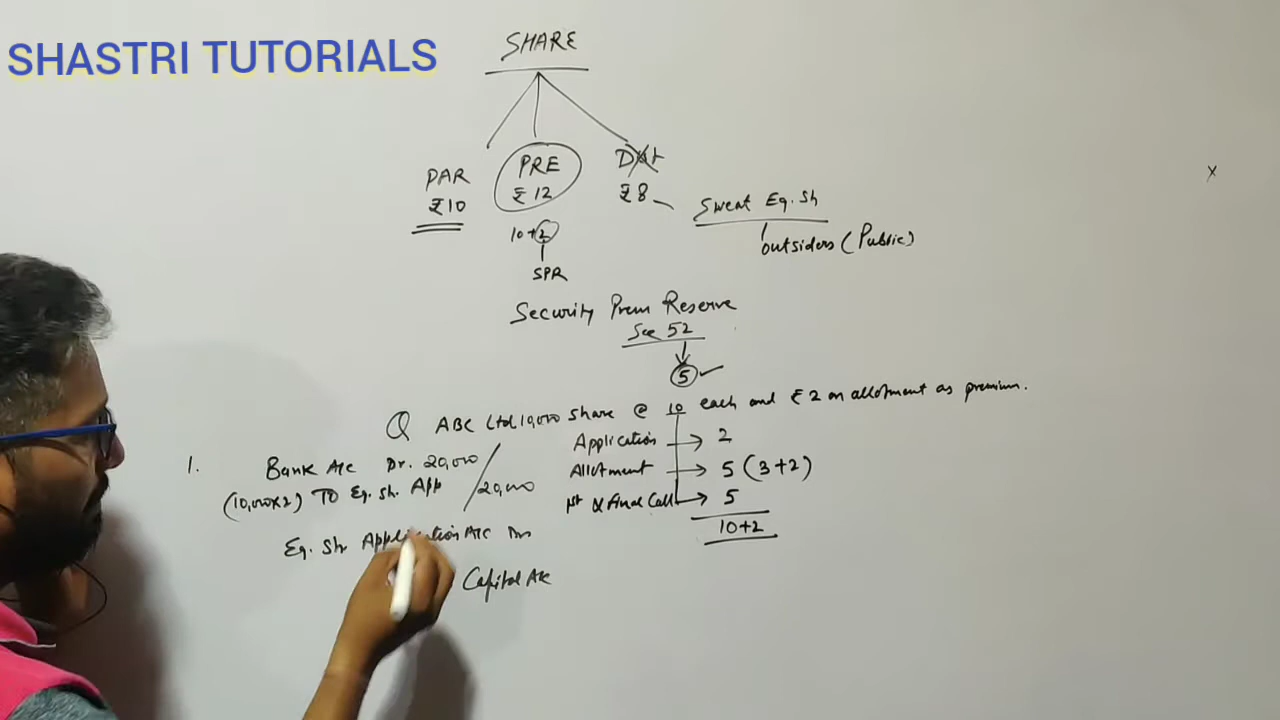 SHASTRI TUTORIALS
SHARE
PAR
₹10
PRE
₹12
₹8
10+2
SPR
Sweat Eq. Sh
outsiders (Public)
Security Prem Reserve
Sec 52
5
Q ABC Ltd 10,000 share @ 10 each and ₹2 on allotment as premium.
Application → 2
Allotment → 5 (3+2)
1st & final Call → 5
10+2
1. Bank A/c Dr. 20,000
(10,000x2) To Eq. Sh. App 20,000
Eq. Sh Application A/c Dr
Capital A/c
x